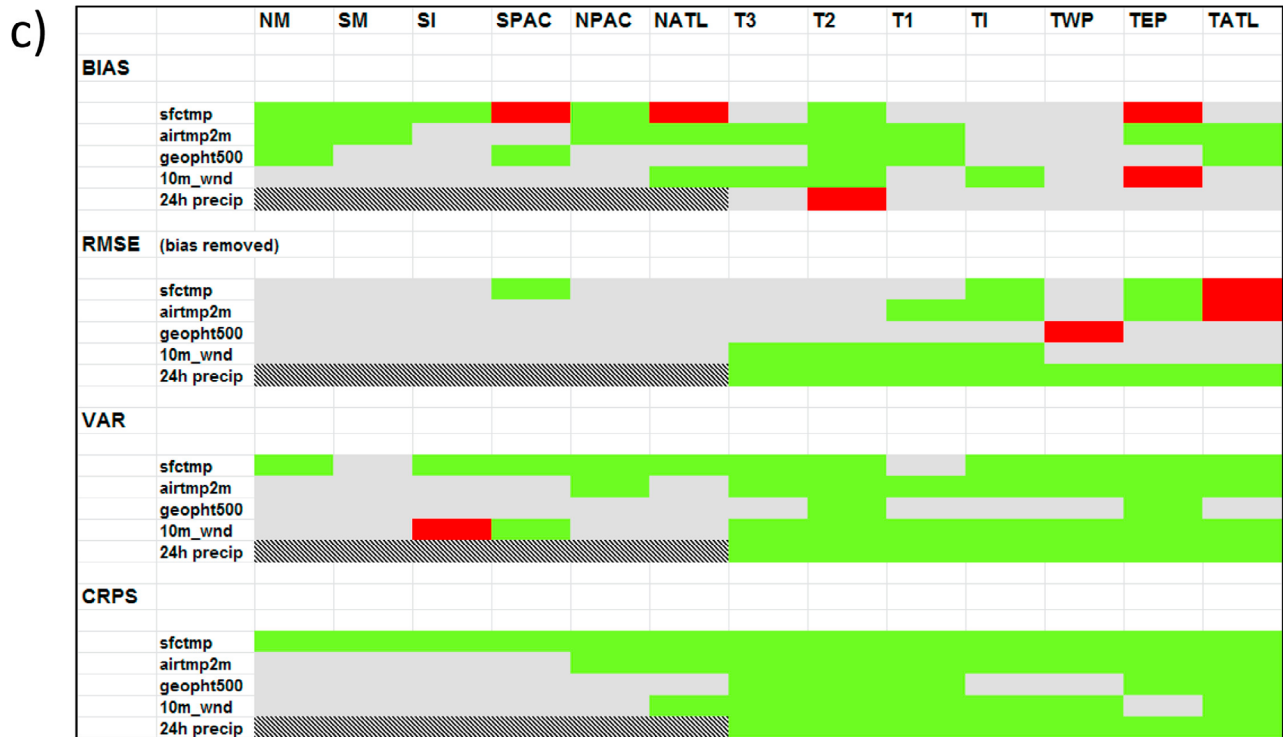 c)
NM SM SI SPAC NPAC NATL T3 T2 T1 TI TWP TEP TATL
BIAS
sfctmp
airtmp2m
geopht500
10m_wnd
24h precip
RMSE (bias removed)
sfctmp
airtmp2m
geopht500
10m_wnd
24h precip
VAR
sfctmp
airtmp2m
geopht500
10m_wnd
24h precip
CRPS
sfctmp
airtmp2m
geopht500
10m_wnd
24h precip